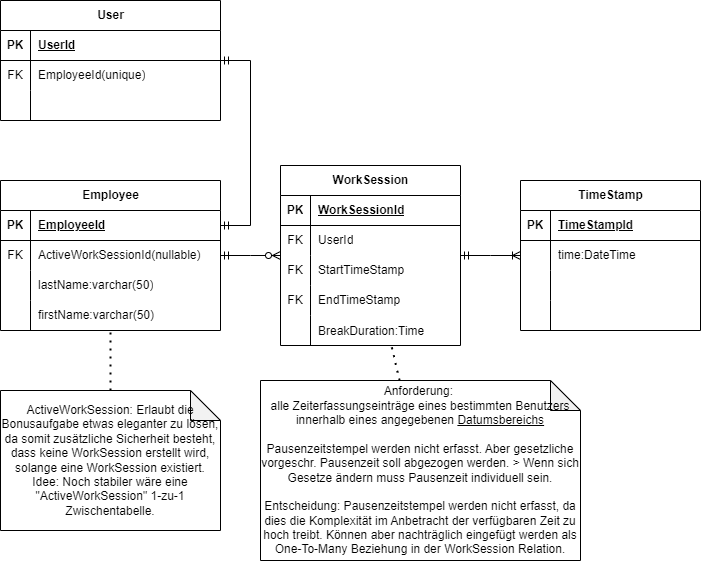 User
PK UserId
FK EmployeeId(unique)
Employee
PK EmployeeId
FK ActiveWorkSessionId(nullable)
lastName:varchar(50)
firstName:varchar(50)
WorkSession
PK WorkSessionId
FK UserId
FK StartTimeStamp
FK EndTimeStamp
BreakDuration:Time
TimeStamp
PK TimeStampId
time:DateTime
ActiveWorkSession: Erlaubt die
Bonusaufgabe etwas eleganter zu lösen,
da somit zusätzliche Sicherheit besteht,
dass keine WorkSession erstellt wird,
solange eine WorkSession existiert.
Idee: Noch stabiler wäre eine
"ActiveWorkSession" 1-zu-1
Zwischentabelle.
Anforderung:
alle Zeiterfassungseinträge eines bestimmten Benutzers
innerhalb eines angegebenen Datumsbereichs
Pausenzeitstempel werden nicht erfasst. Aber gesetzliche
vorgeschr. Pausenzeit soll abgezogen werden. > Wenn sich
Gesetze ändern muss Pausenzeit individuell sein.
Entscheidung: Pausenzeitstempel werden nicht erfasst, da
dies die Komplexität im Anbetracht der verfügbaren Zeit zu
hoch treibt. Können aber nachträglich eingefügt werden als
One-To-Many Beziehung in der WorkSession Relation.